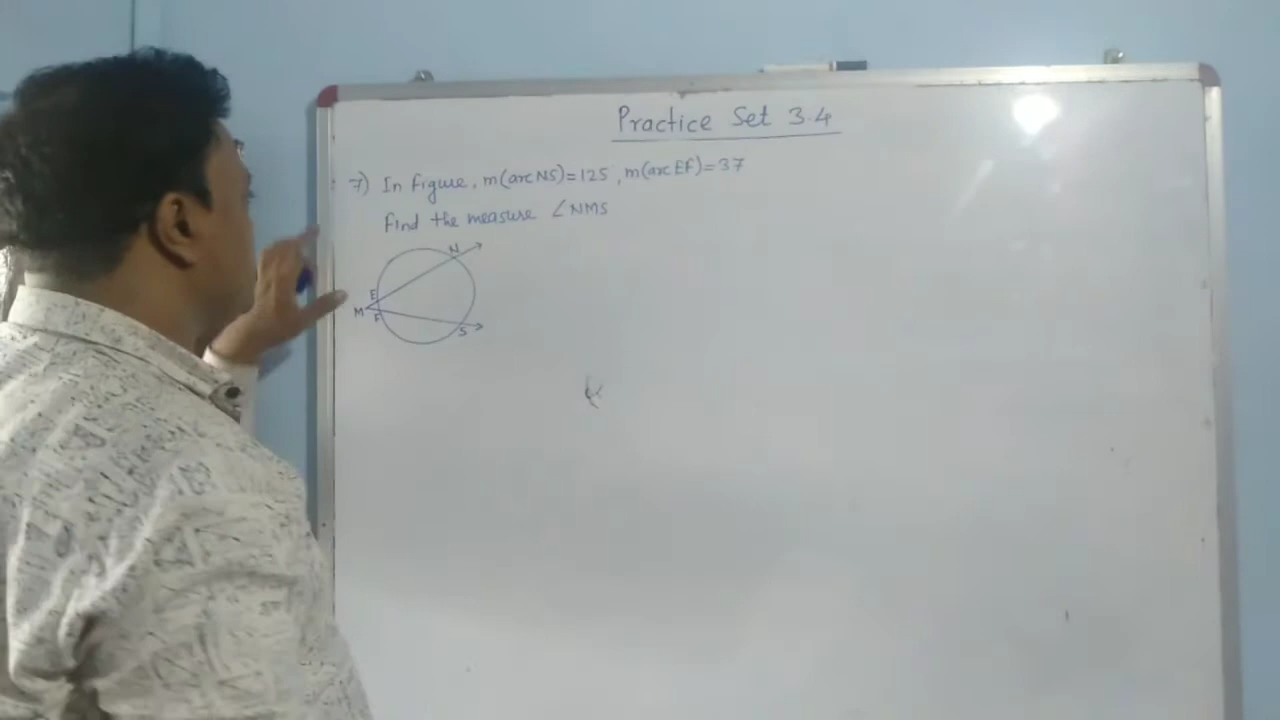 Practice Set 3.4
7) In figure, m(arc NS)=125, m(arc EF)=37
Find the measure ∠NMS
N
E
M
F
S